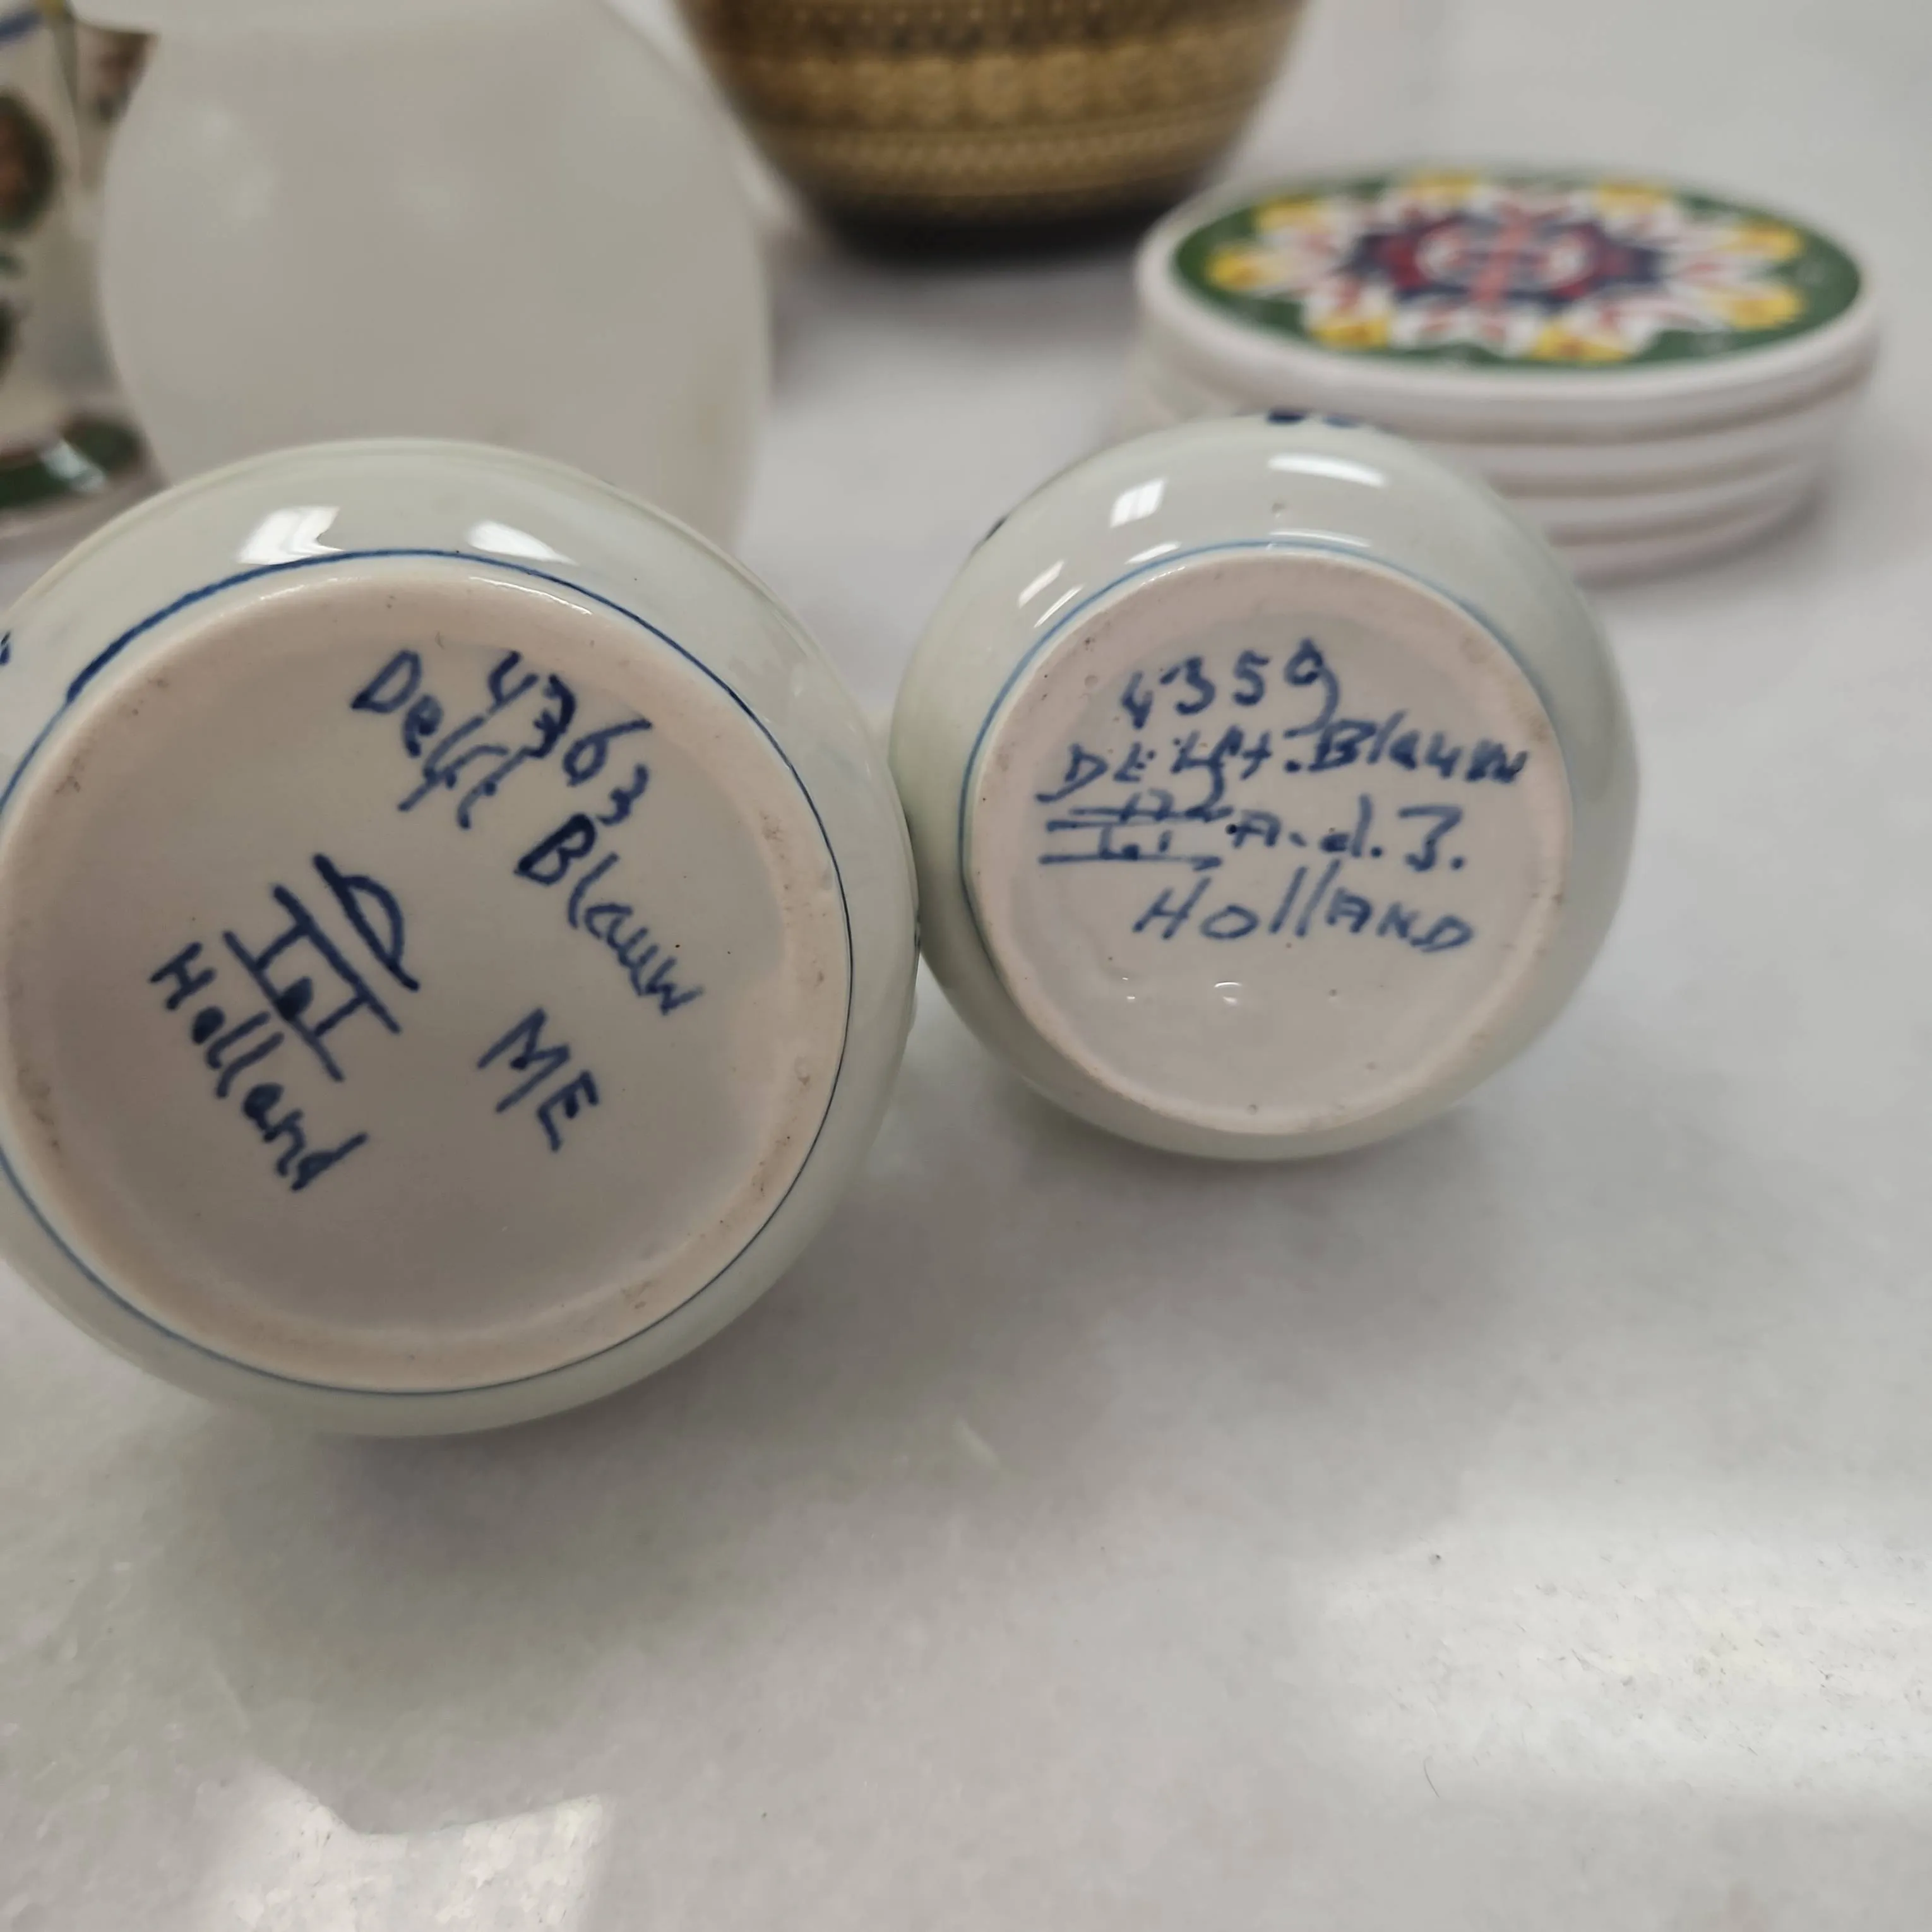 4363
Delft Blauw
ME
Holland
4359
DELft.Blauw
A.d.J.
HOllAND